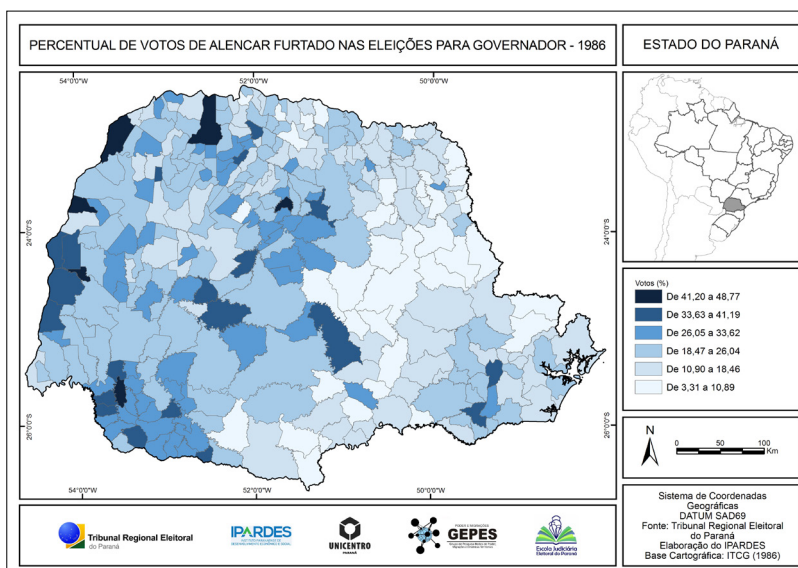 PERCENTUAL DE VOTOS DE ALENCAR FURTADO NAS ELEIÇÕES PARA GOVERNADOR - 1986
ESTADO DO PARANÁ
54°0'0"W
52°0'0"W
50°0'0"W
24°0'0"S
24°0'0"S
26°0'0"S
26°0'0"S
54°0'0"W
52°0'0"W
50°0'0"W
Votos (%)
De 41,20 a 48,77
De 33,63 a 41,19
De 26,05 a 33,62
De 18,47 a 26,04
De 10,90 a 18,46
De 3,31 a 10,89
N
0 20 40 60 80 100
Km
Sistema de Coordenadas
Geográficas
DATUM SAD69
Fonte: Tribunal Regional Eleitoral
do Paraná
Elaboração do IPARDES
Base Cartográfica: ITCG (1986)
Tribunal Regional Eleitoral
do Paraná
IPARDES
UNICENTRO
PARANÁ
GEPES
Escola Judiciária
Eleitoral do Paraná